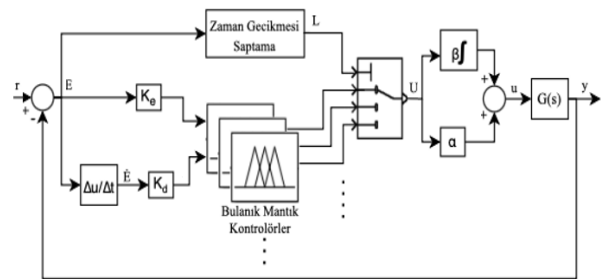 Zaman Gecikmesi
Saptama
L
r
E
+
-
Ke
Δu/Δt
Ė
Kd
Bulanık Mantık
Kontrolörler
U
β∫
α
+
+
u
G(s)
y